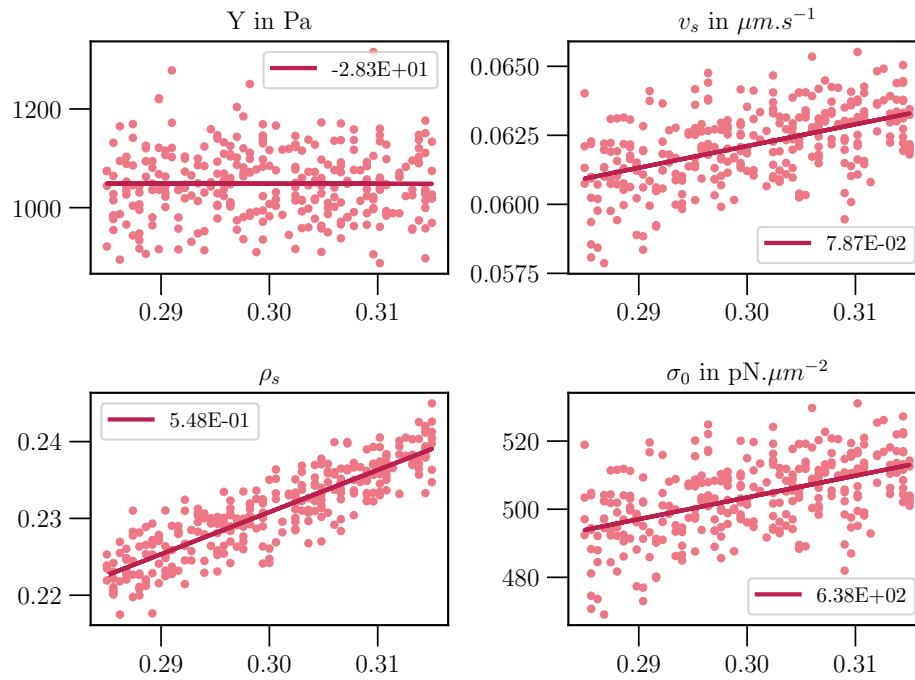 Y in Pa
-2.83E+01
1200
1000
0.29 0.30 0.31
v_s in μm.s⁻¹
0.0650
0.0625
0.0600
0.0575
7.87E-02
0.29 0.30 0.31
ρ_s
5.48E-01
0.24
0.23
0.22
0.29 0.30 0.31
σ₀ in pN.μm⁻²
520
500
480
6.38E+02
0.29 0.30 0.31